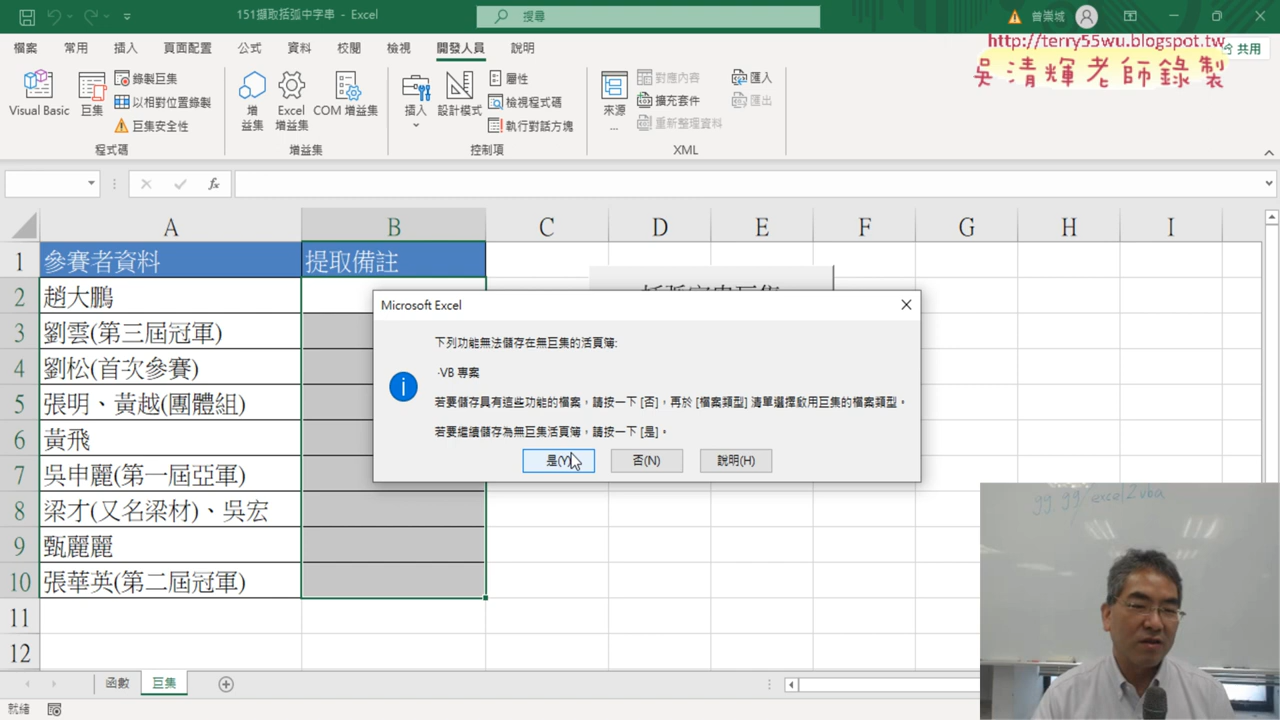 151擷取括弧中字串 - Excel
搜尋
曾崇城
檔案 常用 插入 頁面配置 公式 資料 校閱 檢視 開發人員 說明
共用
http://terry55wu.blogspot.tw
吳清輝老師錄製
Visual Basic
巨集
錄製巨集
以相對位置錄製
巨集安全性
程式碼
增益集
Excel 增益集
COM 增益集
增益集
插入
設計模式
屬性
檢視程式碼
執行對話方塊
控制項
來源
...
對應內容
擴充套件
重新整理資料
匯入
匯出
XML
fx
A B C D E F G H I
1 參賽者資料 提取備註
2 趙大鵬
3 劉雲(第三屆冠軍)
4 劉松(首次參賽)
5 張明、黃越(團體組)
6 黃飛
7 吳申麗(第一屆亞軍)
8 梁才(又名梁材)、吳宏
9 甄麗麗
10 張華英(第二屆冠軍)
11
12
Microsoft Excel
下列功能無法儲存在無巨集的活頁簿:
·VB 專案
若要儲存具有這些功能的檔案，請按一下 [否]，再於 [檔案類型] 清單選擇啟用巨集的檔案類型。
若要繼續儲存為無巨集活頁簿，請按一下 [是]。
是(Y) 否(N) 說明(H)
gg gg/excel2vba
函數 巨集
就緒